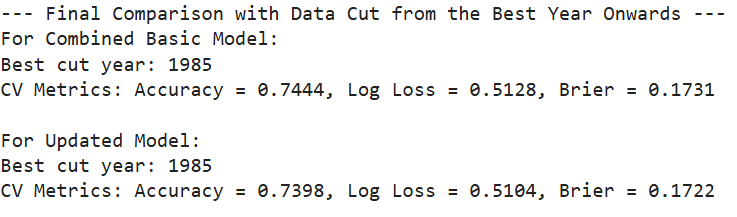 --- Final Comparison with Data Cut from the Best Year Onwards ---
For Combined Basic Model:
Best cut year: 1985
CV Metrics: Accuracy = 0.7444, Log Loss = 0.5128, Brier = 0.1731
For Updated Model:
Best cut year: 1985
CV Metrics: Accuracy = 0.7398, Log Loss = 0.5104, Brier = 0.1722